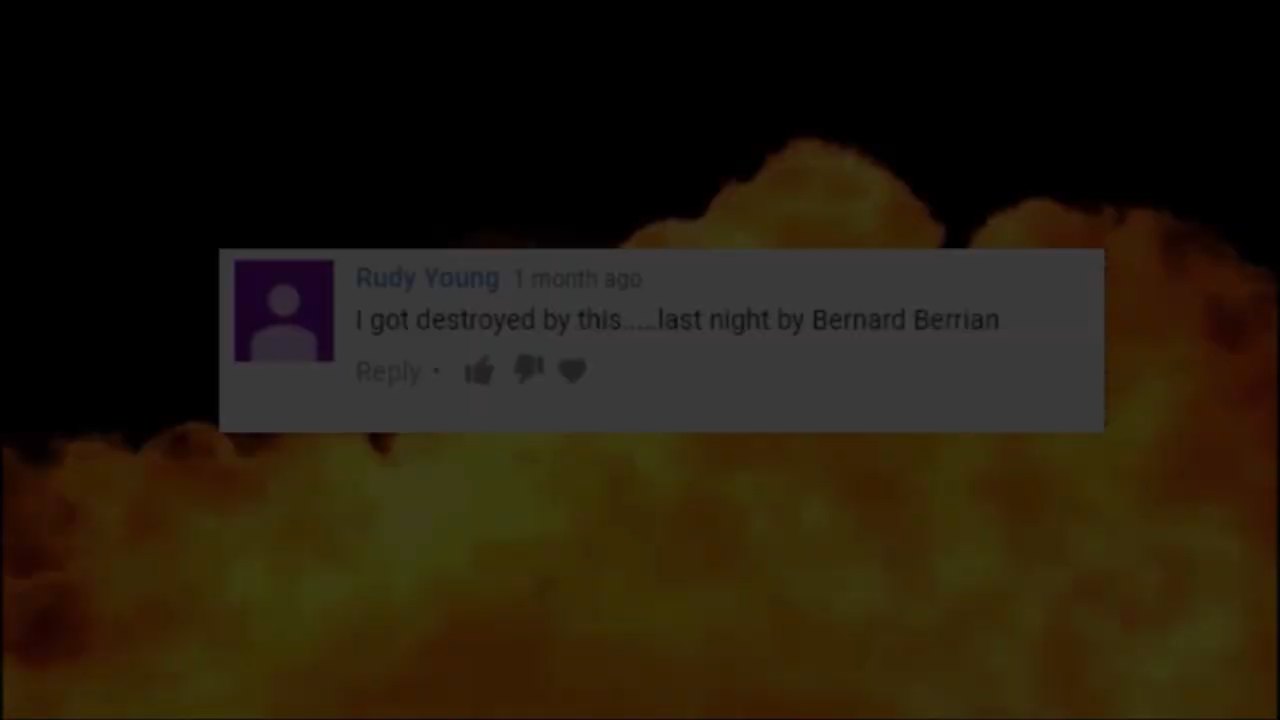 Rudy Young 1 month ago
I got destroyed by this.....last night by Bernard Berrian
Reply •